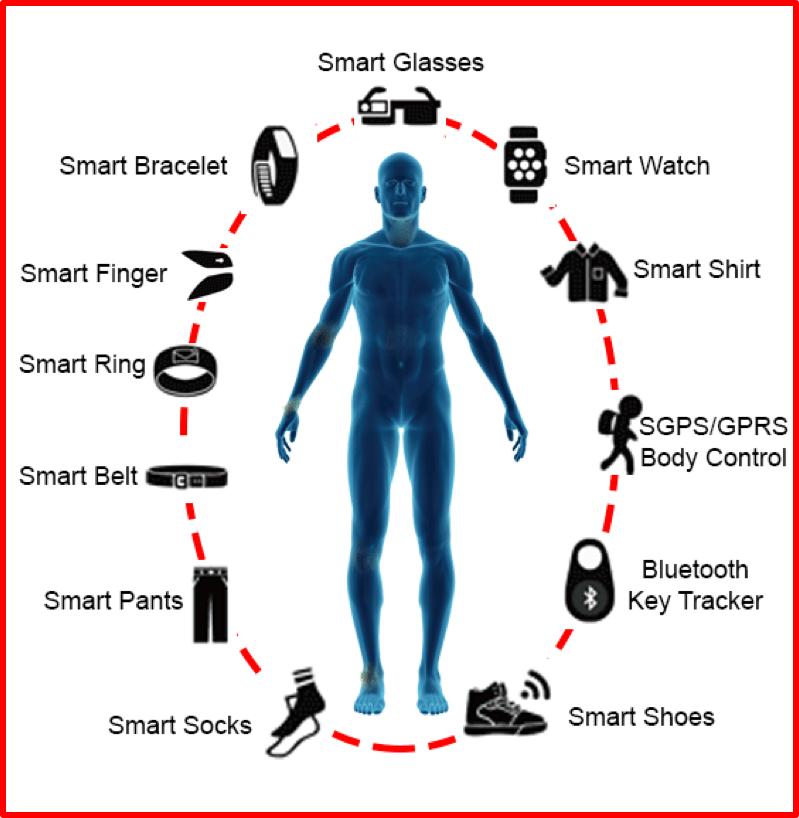 Smart Glasses
Smart Bracelet
Smart Watch
Smart Finger
Smart Shirt
Smart Ring
SGPS/GPRS
Body Control
Smart Belt
Bluetooth
Key Tracker
Smart Pants
Smart Socks
Smart Shoes